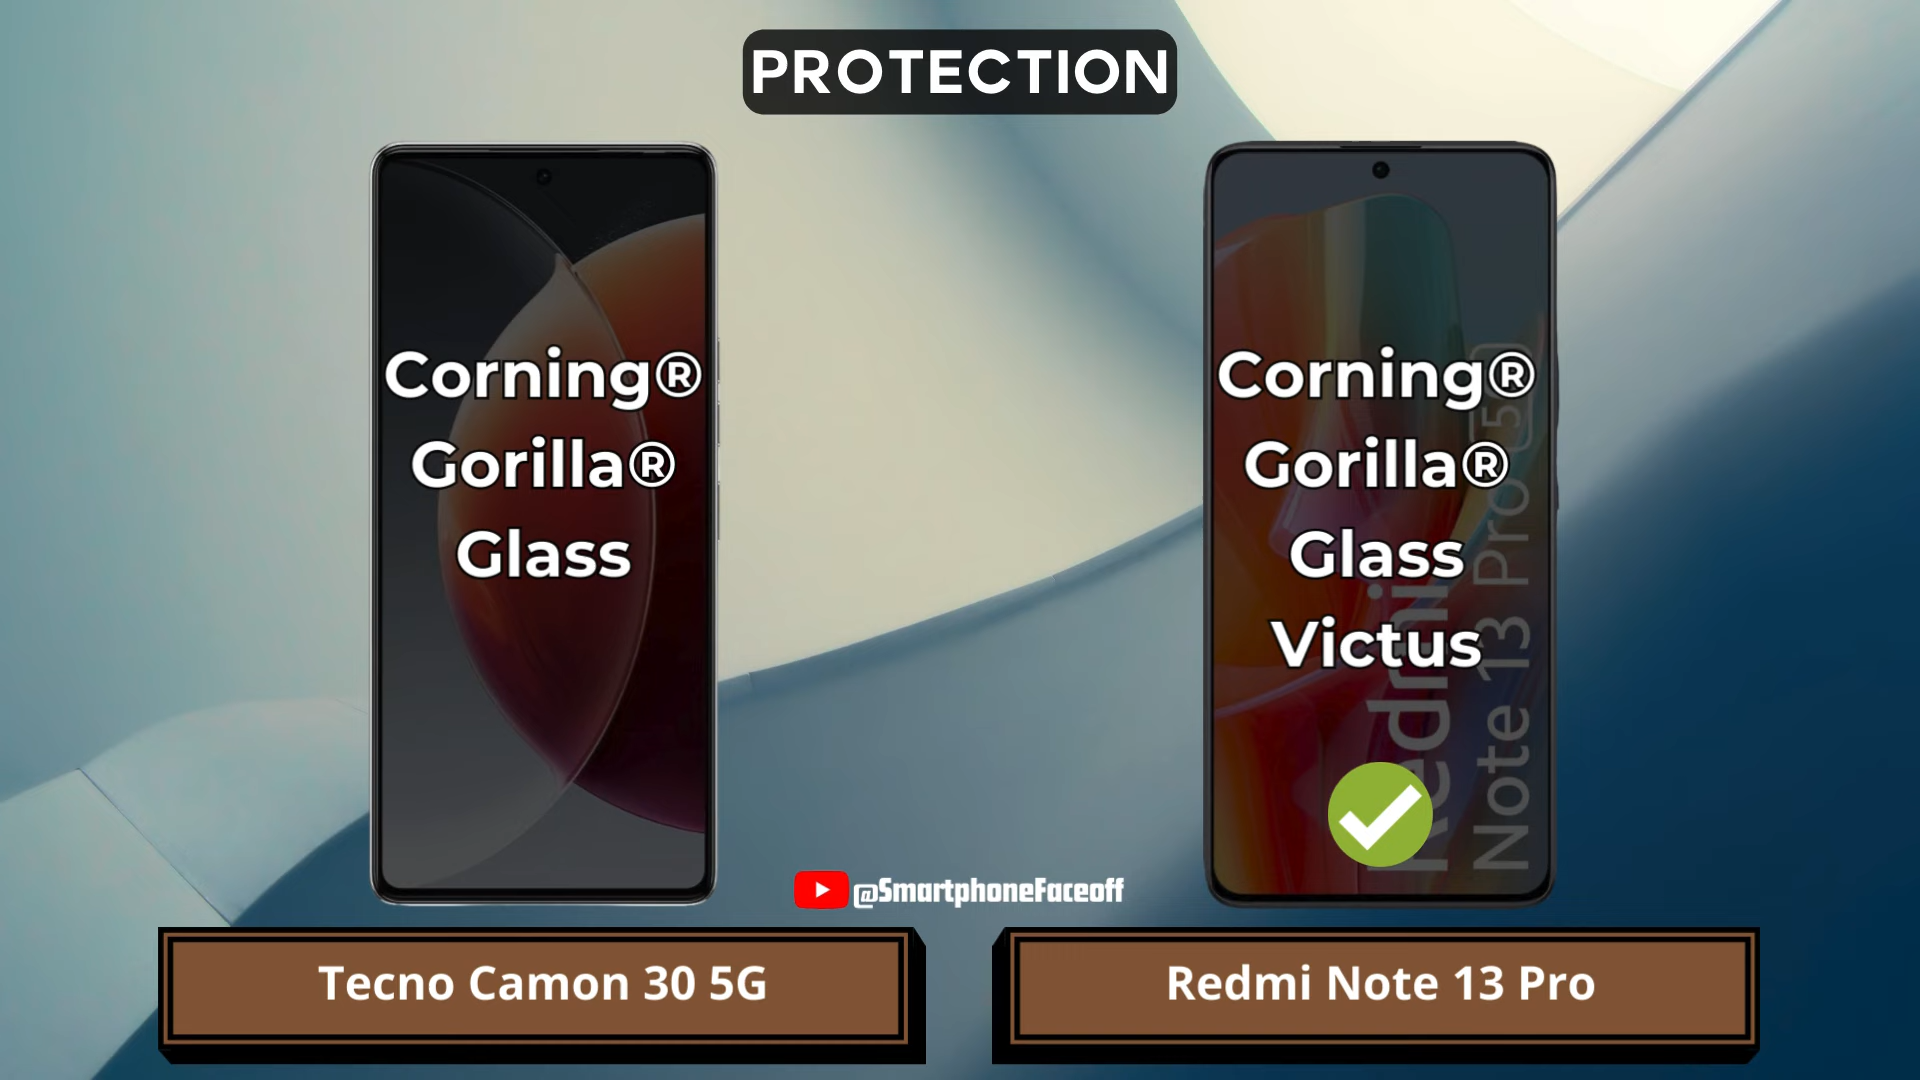 PROTECTION
Corning®
Gorilla®
Glass
Corning®
Gorilla®
Glass
Victus
Redmi
Note 13 Pro 5G
@SmartphoneFaceoff
Tecno Camon 30 5G
Redmi Note 13 Pro